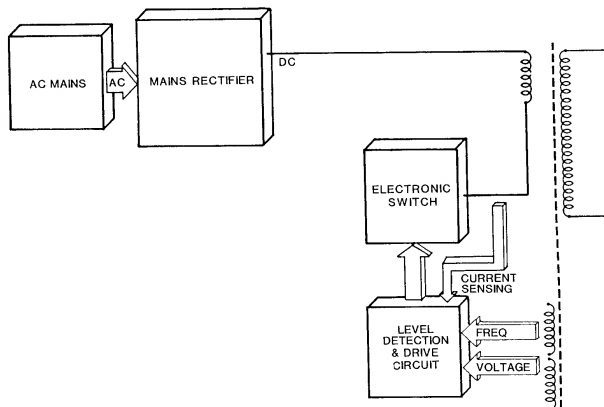 DC
AC MAINS
AC
MAINS RECTIFIER
ELECTRONIC
SWITCH
CURRENT
SENSING
LEVEL
DETECTION
& DRIVE
CIRCUIT
FREQ
VOLTAGE